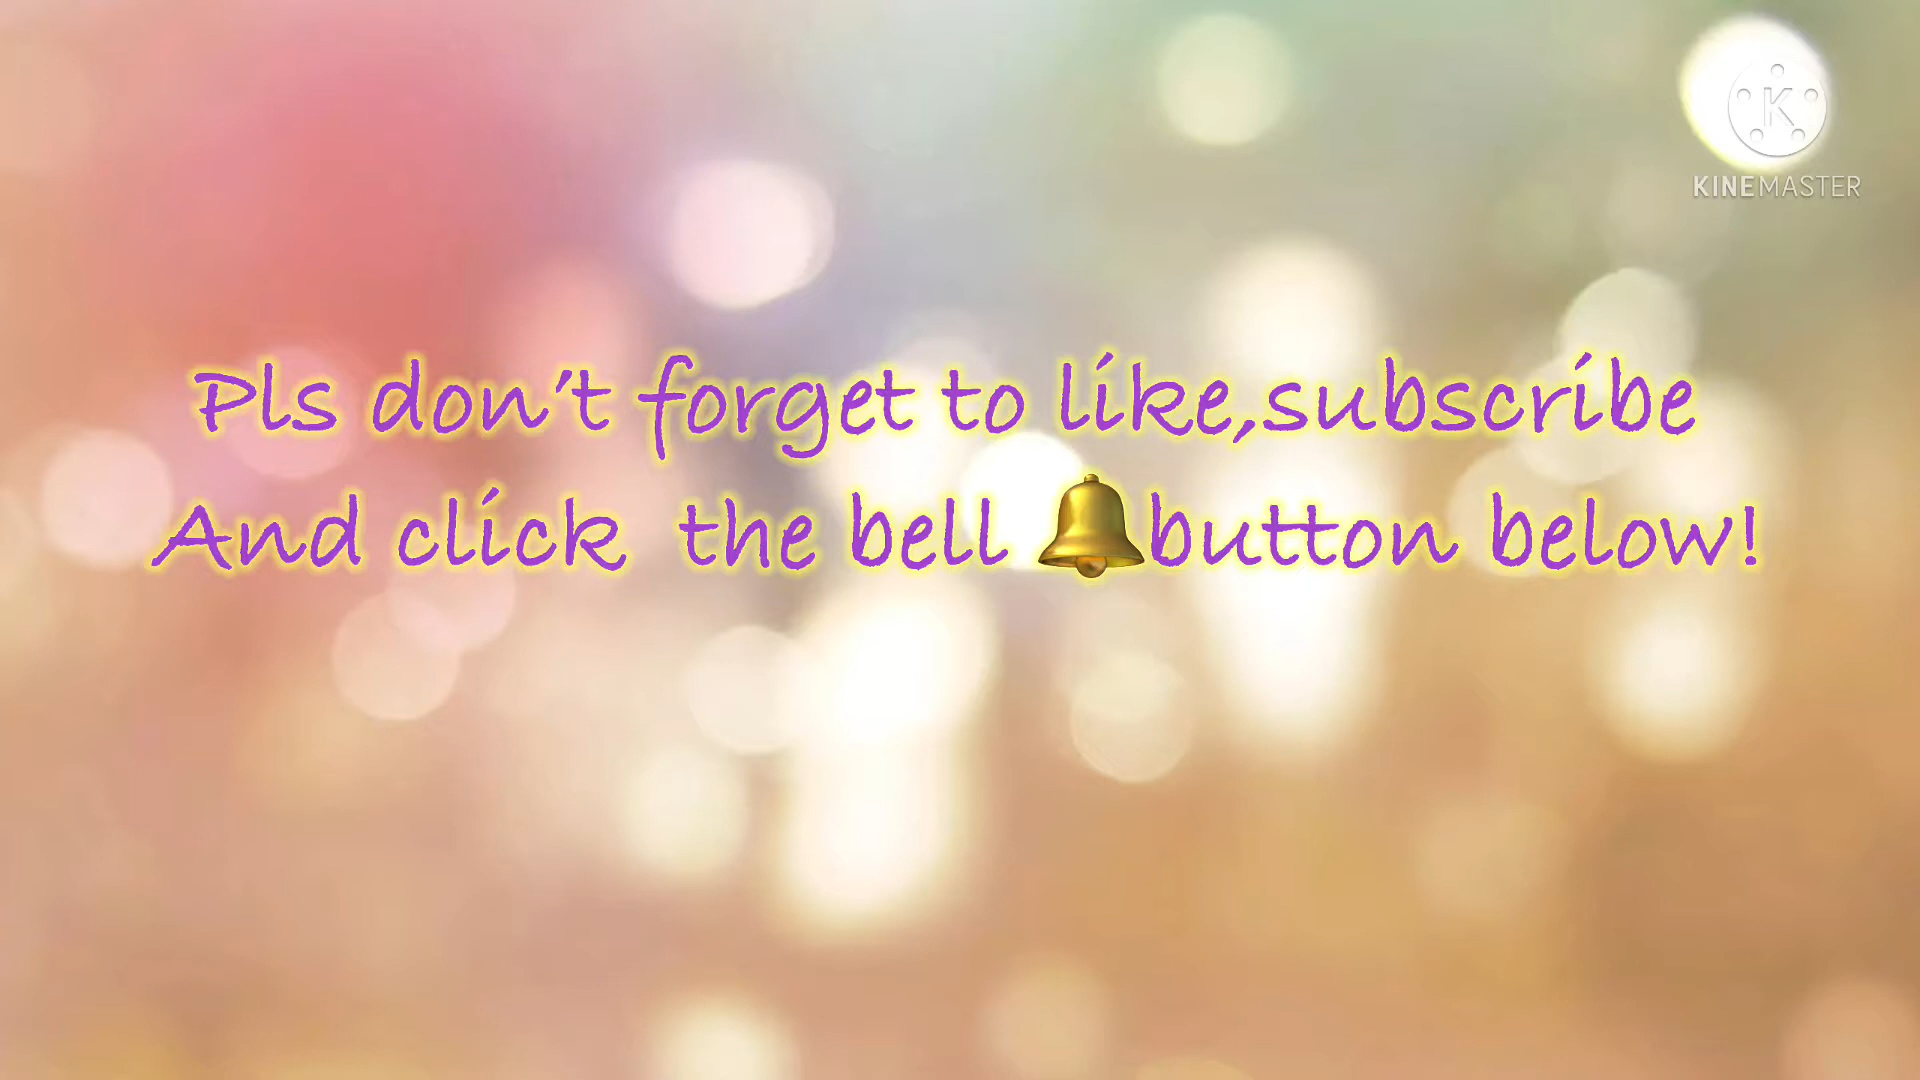 K
KINEMASTER
Pls don't forget to like,subscribe
And click the bell 🔔button below!